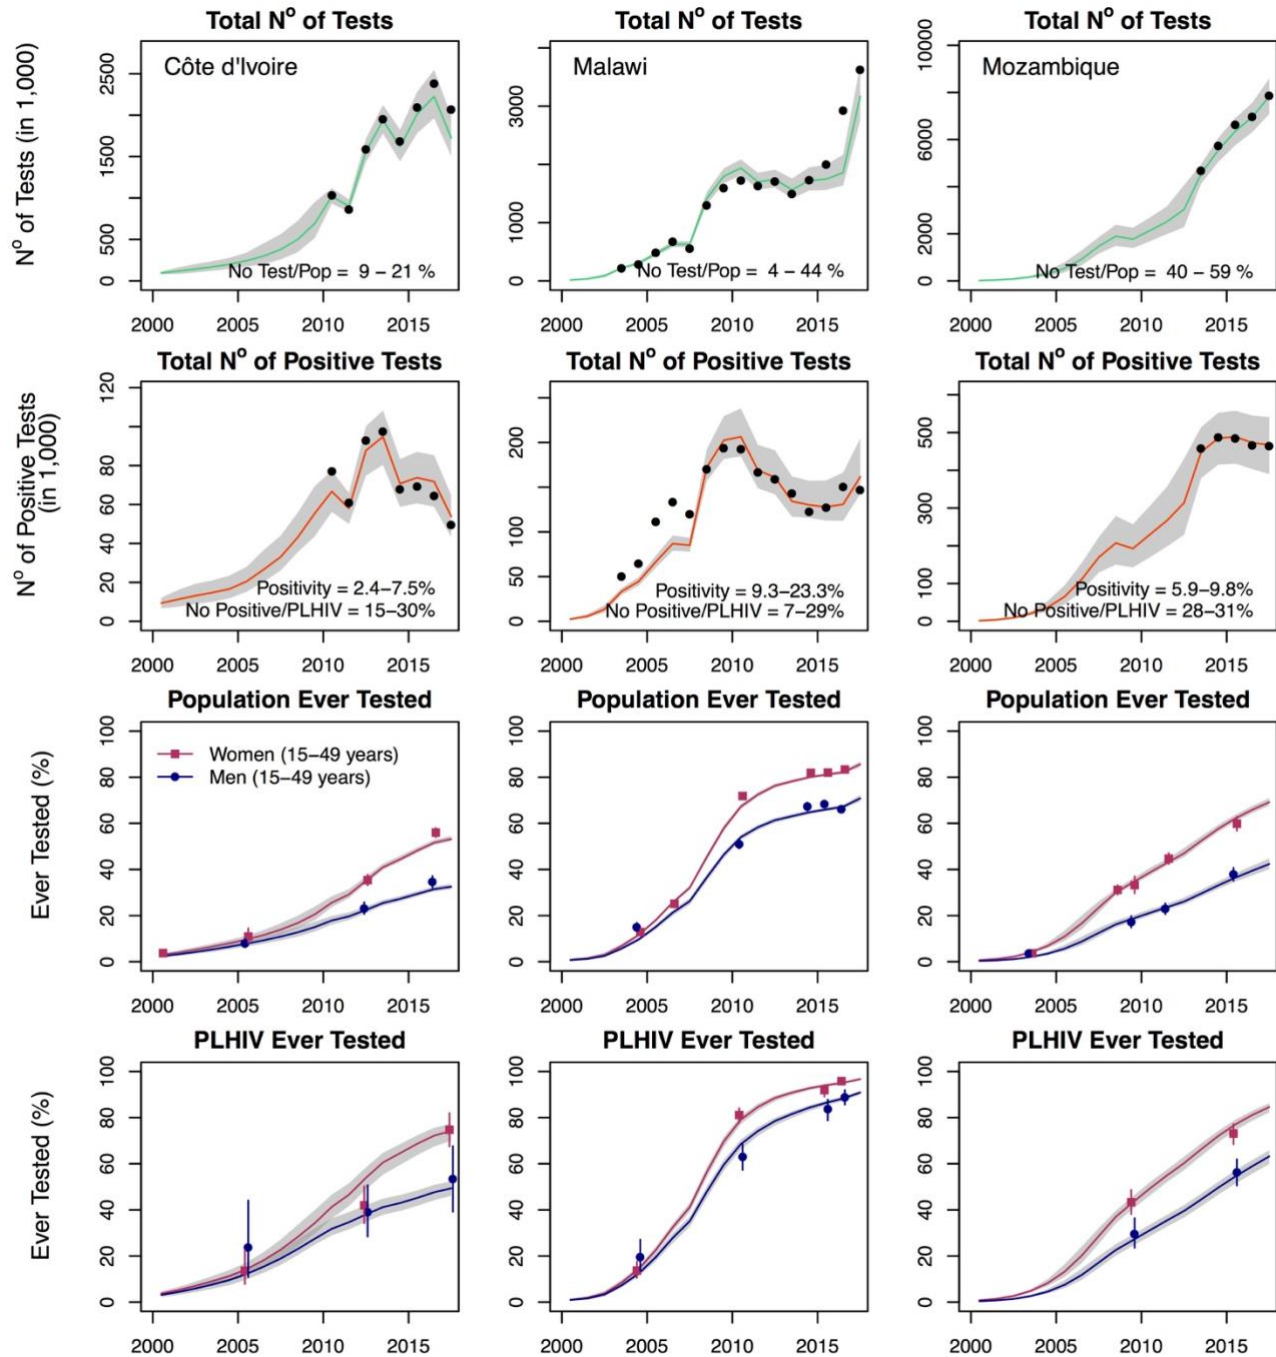 Total Nº of Tests
Nº of Tests (in 1,000)
2500
1500
500
0
Côte d'Ivoire
No Test/Pop = 9 – 21 %
2000 2005 2010 2015
Total Nº of Tests
3000
1000
0
Malawi
No Test/Pop = 4 – 44 %
2000 2005 2010 2015
Total Nº of Tests
10000
6000
2000
0
Mozambique
No Test/Pop = 40 – 59 %
2000 2005 2010 2015
Total Nº of Positive Tests
Nº of Positive Tests
(in 1,000)
120
80
60
40
20
0
Positivity = 2.4–7.5%
No Positive/PLHIV = 15–30%
2000 2005 2010 2015
Total Nº of Positive Tests
200
100
50
0
Positivity = 9.3–23.3%
No Positive/PLHIV = 7–29%
2000 2005 2010 2015
Total Nº of Positive Tests
500
300
100
0
Positivity = 5.9–9.8%
No Positive/PLHIV = 28–31%
2000 2005 2010 2015
Population Ever Tested
Ever Tested (%)
100
80
60
40
20
0
Women (15–49 years)
Men (15–49 years)
2000 2005 2010 2015
Population Ever Tested
100
80
60
40
20
0
2000 2005 2010 2015
Population Ever Tested
100
80
60
40
20
0
2000 2005 2010 2015
PLHIV Ever Tested
Ever Tested (%)
100
80
60
40
20
0
2000 2005 2010 2015
PLHIV Ever Tested
100
80
60
40
20
0
2000 2005 2010 2015
PLHIV Ever Tested
100
80
60
40
20
0
2000 2005 2010 2015